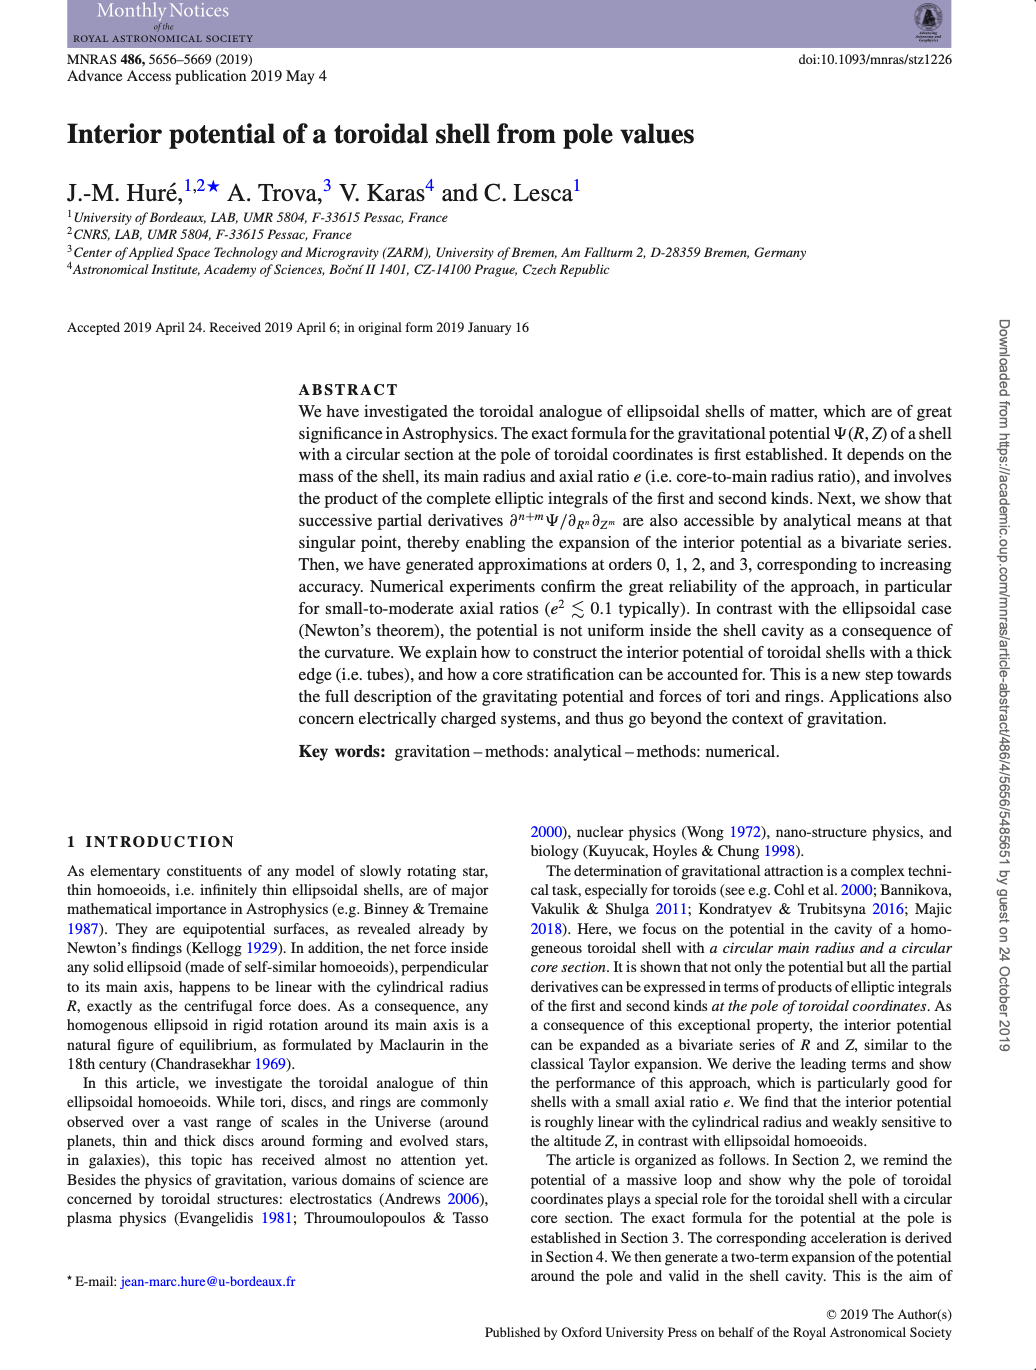 Monthly Notices
of the
ROYAL ASTRONOMICAL SOCIETY
MNRAS 486, 5656–5669 (2019)
doi:10.1093/mnras/stz1226
Advance Access publication 2019 May 4
Interior potential of a toroidal shell from pole values
J.-M. Huré,1,2★ A. Trova,3 V. Karas4 and C. Lesca1
1University of Bordeaux, LAB, UMR 5804, F-33615 Pessac, France
2CNRS, LAB, UMR 5804, F-33615 Pessac, France
3Center of Applied Space Technology and Microgravity (ZARM), University of Bremen, Am Fallturm 2, D-28359 Bremen, Germany
4Astronomical Institute, Academy of Sciences, Boční II 1401, CZ-14100 Prague, Czech Republic
Accepted 2019 April 24. Received 2019 April 6; in original form 2019 January 16
ABSTRACT
We have investigated the toroidal analogue of ellipsoidal shells of matter, which are of great
significance in Astrophysics. The exact formula for the gravitational potential Ψ(R, Z) of a shell
with a circular section at the pole of toroidal coordinates is first established. It depends on the
mass of the shell, its main radius and axial ratio e (i.e. core-to-main radius ratio), and involves
the product of the complete elliptic integrals of the first and second kinds. Next, we show that
successive partial derivatives ∂ⁿ⁺ᵐΨ/∂Rⁿ∂Zᵐ are also accessible by analytical means at that
singular point, thereby enabling the expansion of the interior potential as a bivariate series.
Then, we have generated approximations at orders 0, 1, 2, and 3, corresponding to increasing
accuracy. Numerical experiments confirm the great reliability of the approach, in particular
for small-to-moderate axial ratios (e² ≲ 0.1 typically). In contrast with the ellipsoidal case
(Newton's theorem), the potential is not uniform inside the shell cavity as a consequence of
the curvature. We explain how to construct the interior potential of toroidal shells with a thick
edge (i.e. tubes), and how a core stratification can be accounted for. This is a new step towards
the full description of the gravitating potential and forces of tori and rings. Applications also
concern electrically charged systems, and thus go beyond the context of gravitation.
Key words: gravitation – methods: analytical – methods: numerical.
1 INTRODUCTION
As elementary constituents of any model of slowly rotating star,
thin homoeoids, i.e. infinitely thin ellipsoidal shells, are of major
mathematical importance in Astrophysics (e.g. Binney & Tremaine
1987). They are equipotential surfaces, as revealed already by
Newton's findings (Kellogg 1929). In addition, the net force inside
any solid ellipsoid (made of self-similar homoeoids), perpendicular
to its main axis, happens to be linear with the cylindrical radius
R, exactly as the centrifugal force does. As a consequence, any
homogenous ellipsoid in rigid rotation around its main axis is a
natural figure of equilibrium, as formulated by Maclaurin in the
18th century (Chandrasekhar 1969).
In this article, we investigate the toroidal analogue of thin
ellipsoidal homoeoids. While tori, discs, and rings are commonly
observed over a vast range of scales in the Universe (around
planets, thin and thick discs around forming and evolved stars,
in galaxies), this topic has received almost no attention yet.
Besides the physics of gravitation, various domains of science are
concerned by toroidal structures: electrostatics (Andrews 2006),
plasma physics (Evangelidis 1981; Throumoulopoulos & Tasso
★ E-mail: jean-marc.hure@u-bordeaux.fr
2000), nuclear physics (Wong 1972), nano-structure physics, and
biology (Kuyucak, Hoyles & Chung 1998).
The determination of gravitational attraction is a complex techni-
cal task, especially for toroids (see e.g. Cohl et al. 2000; Bannikova,
Vakulik & Shulga 2011; Kondratyev & Trubitsyna 2016; Majic
2018). Here, we focus on the potential in the cavity of a homo-
geneous toroidal shell with a circular main radius and a circular
core section. It is shown that not only the potential but all the partial
derivatives can be expressed in terms of products of elliptic integrals
of the first and second kinds at the pole of toroidal coordinates. As
a consequence of this exceptional property, the interior potential
can be expanded as a bivariate series of R and Z, similar to the
classical Taylor expansion. We derive the leading terms and show
the performance of this approach, which is particularly good for
shells with a small axial ratio e. We find that the interior potential
is roughly linear with the cylindrical radius and weakly sensitive to
the altitude Z, in contrast with ellipsoidal homoeoids.
The article is organized as follows. In Section 2, we remind the
potential of a massive loop and show why the pole of toroidal
coordinates plays a special role for the toroidal shell with a circular
core section. The exact formula for the potential at the pole is
established in Section 3. The corresponding acceleration is derived
in Section 4. We then generate a two-term expansion of the potential
around the pole and valid in the shell cavity. This is the aim of
© 2019 The Author(s)
Published by Oxford University Press on behalf of the Royal Astronomical Society
Downloaded from https://academic.oup.com/mnras/article-abstract/486/4/5656/5485651 by guest on 24 October 2019